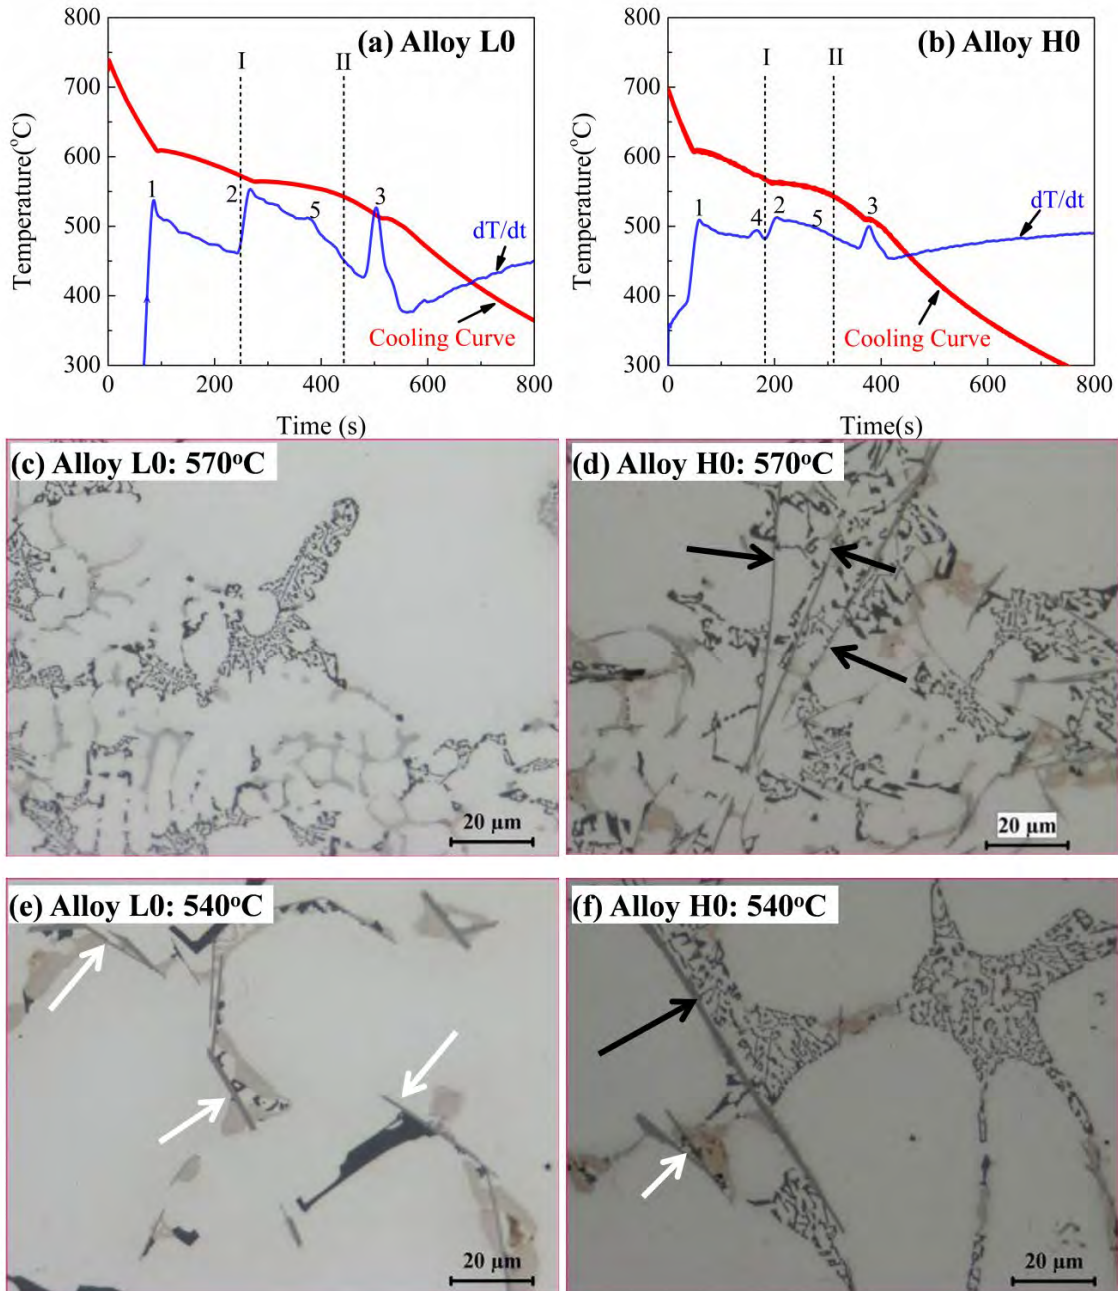 (a) Alloy L0
I
II
1
2
5
3
dT/dt
Cooling Curve
Temperature(°C)
800
700
600
500
400
300
0
200
400
600
800
Time (s)
(b) Alloy H0
I
II
1
4
2
5
3
dT/dt
Cooling Curve
Temperature(°C)
800
700
600
500
400
300
0
200
400
600
800
Time(s)
(c) Alloy L0: 570°C
20 μm
(d) Alloy H0: 570°C
20 μm
(e) Alloy L0: 540°C
20 μm
(f) Alloy H0: 540°C
20 μm